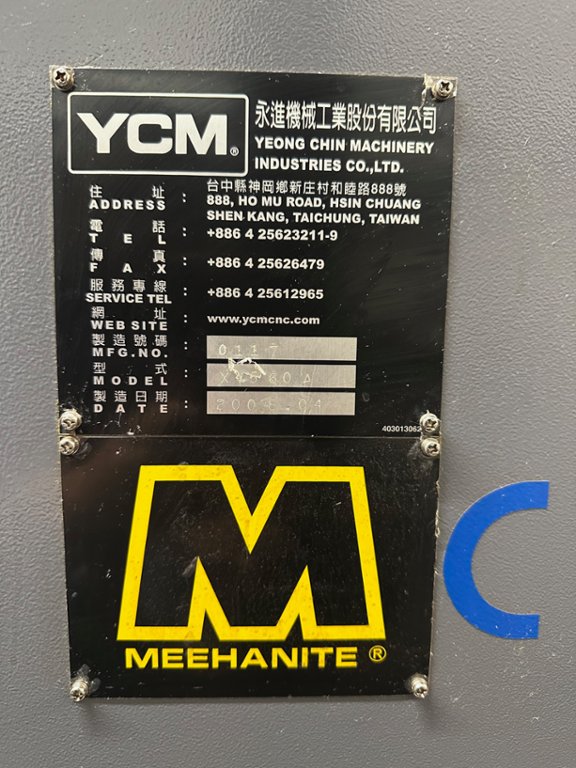 YCM®
永進機械工業股份有限公司
YEONG CHIN MACHINERY
INDUSTRIES CO.,LTD.
住址 : 台中縣神岡鄉新庄村和睦路888號
ADDRESS 888, HO MU ROAD, HSIN CHUANG
SHEN KANG, TAICHUNG, TAIWAN
電話
TEL : +886 4 25623211-9
傳真
FAX : +886 4 25626479
服務專線
SERVICE TEL : +886 4 25612965
網址
WEB SITE : www.ycmcnc.com
製造號碼
MFG.NO. : 0117
型式
MODEL :
製造日期
DATE :
403013062
M
MEEHANITE ®
C